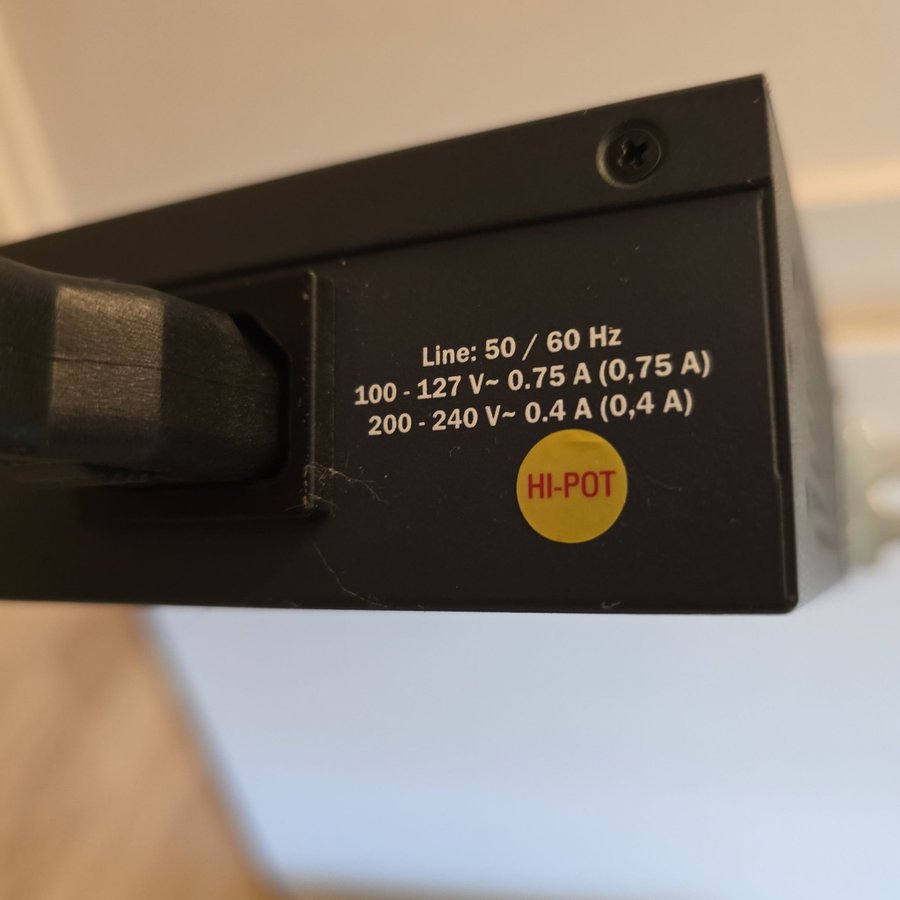 Line: 50 / 60 Hz
100 - 127 V~ 0.75 A (0,75 A)
200 - 240 V~ 0.4 A (0,4 A)
HI-POT